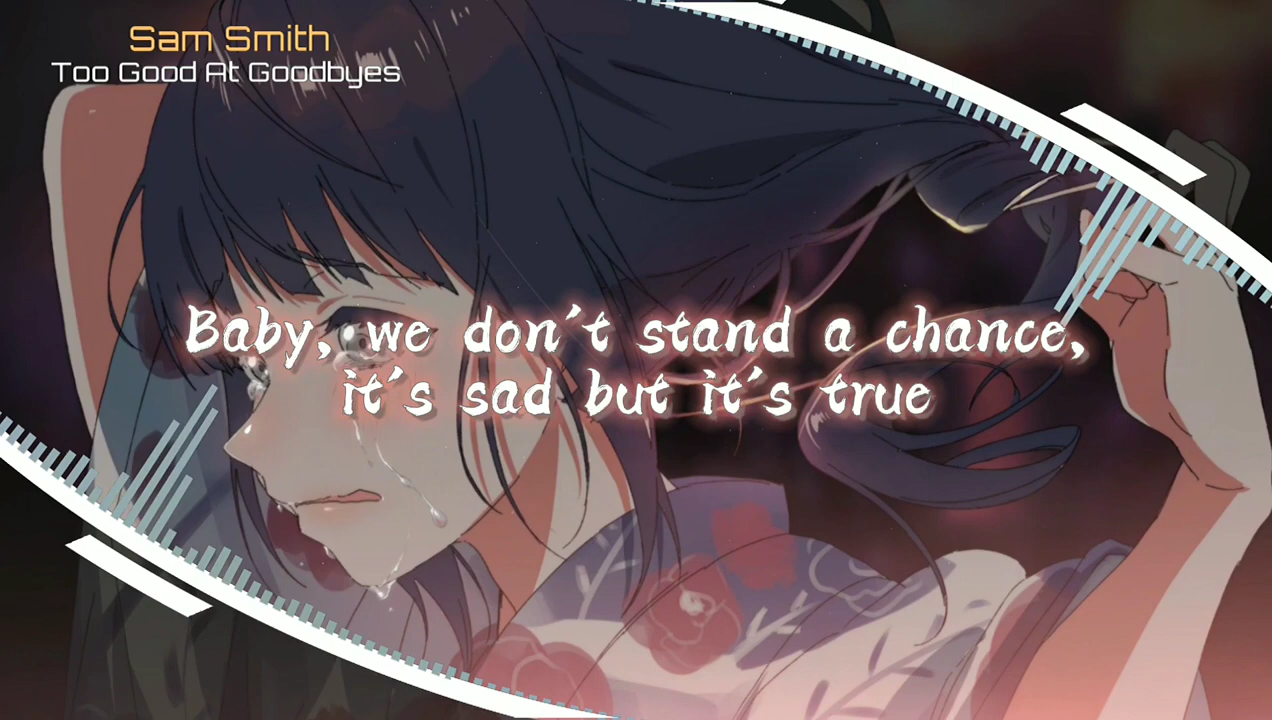 Sam Smith
Too Good At Goodbyes
Baby, we don't stand a chance,
it's sad but it's true